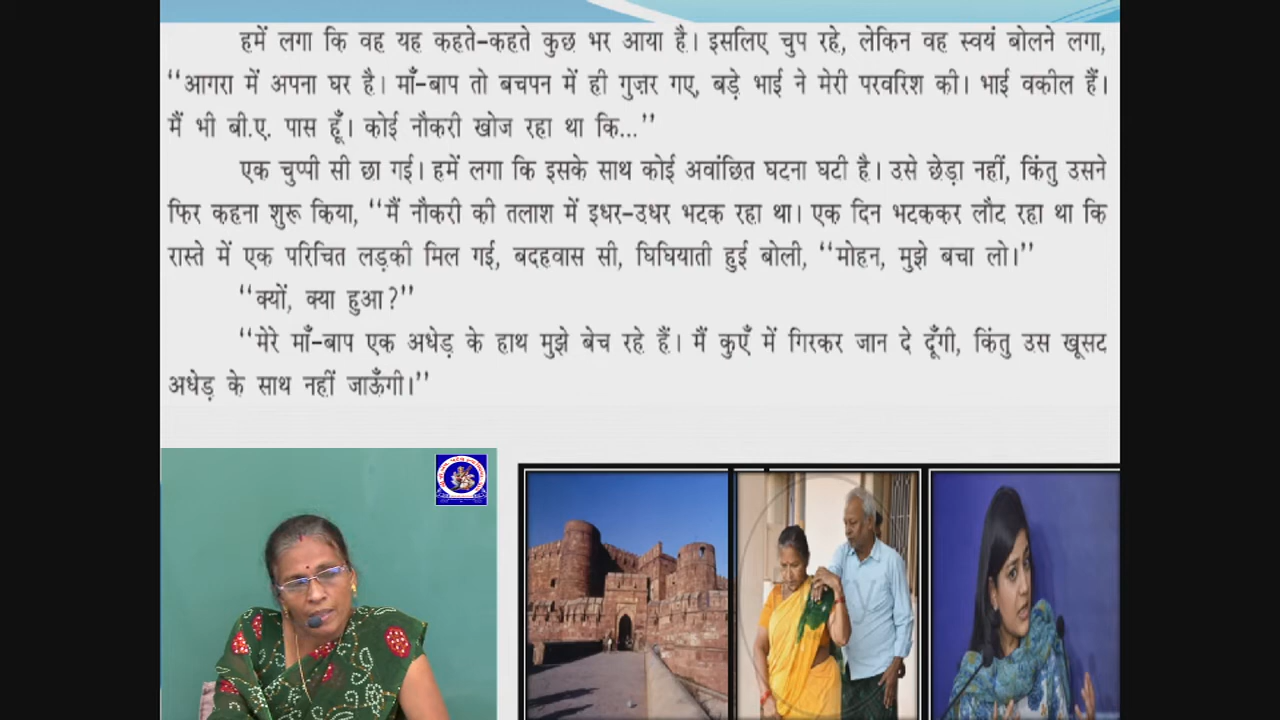 हमें लगा कि वह यह कहते-कहते कुछ भर आया है। इसलिए चुप रहे, लेकिन वह स्वयं बोलने लगा,
‘‘आगरा में अपना घर है। माँ-बाप तो बचपन में ही गुज़र गए, बड़े भाई ने मेरी परवरिश की। भाई वकील हैं।
मैं भी बी.ए. पास हूँ। कोई नौकरी खोज रहा था कि...’’
एक चुप्पी सी छा गई। हमें लगा कि इसके साथ कोई अवांछित घटना घटी है। उसे छेड़ा नहीं, किंतु उसने
फिर कहना शुरू किया, ‘‘मैं नौकरी की तलाश में इधर-उधर भटक रहा था। एक दिन भटककर लौट रहा था कि
रास्ते में एक परिचित लड़की मिल गई, बदहवास सी, घिघियाती हुई बोली, ‘‘मोहन, मुझे बचा लो।’’
‘‘क्यों, क्या हुआ?’’
‘‘मेरे माँ-बाप एक अधेड़ के हाथ मुझे बेच रहे हैं। मैं कुएँ में गिरकर जान दे दूँगी, किंतु उस खूसट
अधेड़ के साथ नहीं जाऊँगी।’’